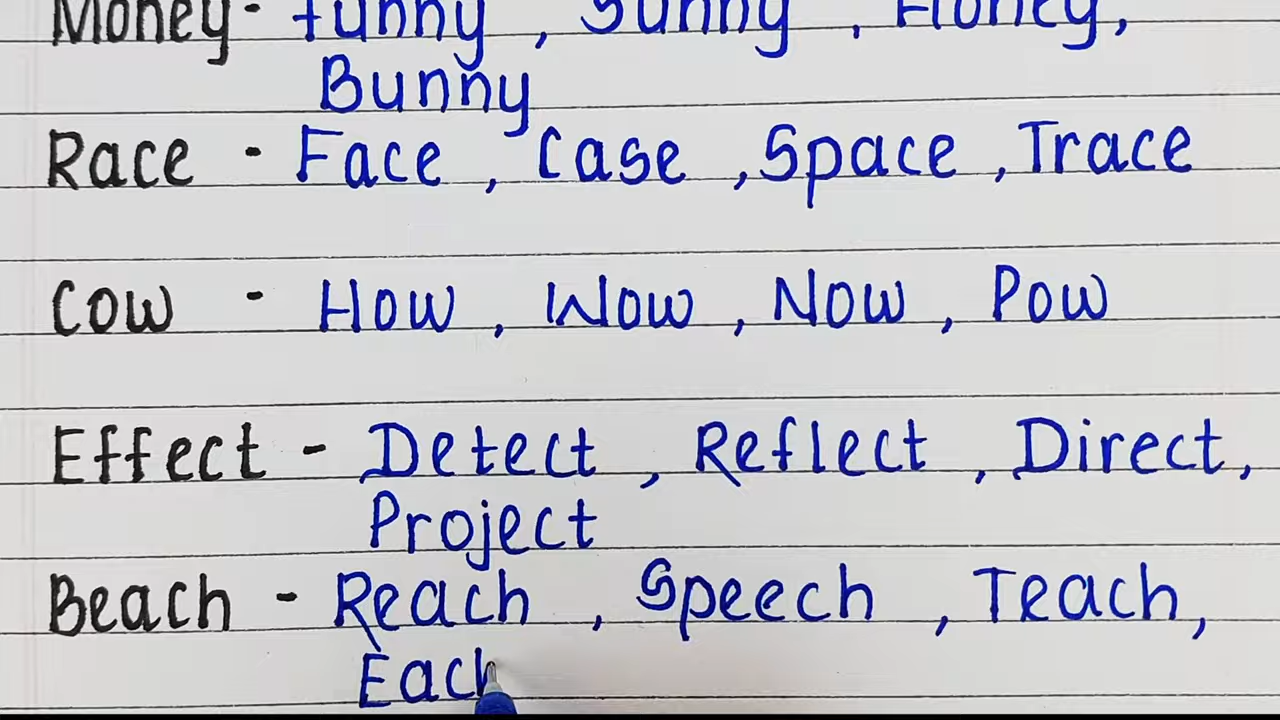 Money - Funny, Sunny, Honey,
Bunny
Race - Face, Case, Space, Trace
Cow - How, Wow, Now, Pow
Effect - Detect, Reflect, Direct,
Project
Beach - Reach, Speech, Teach,
Each